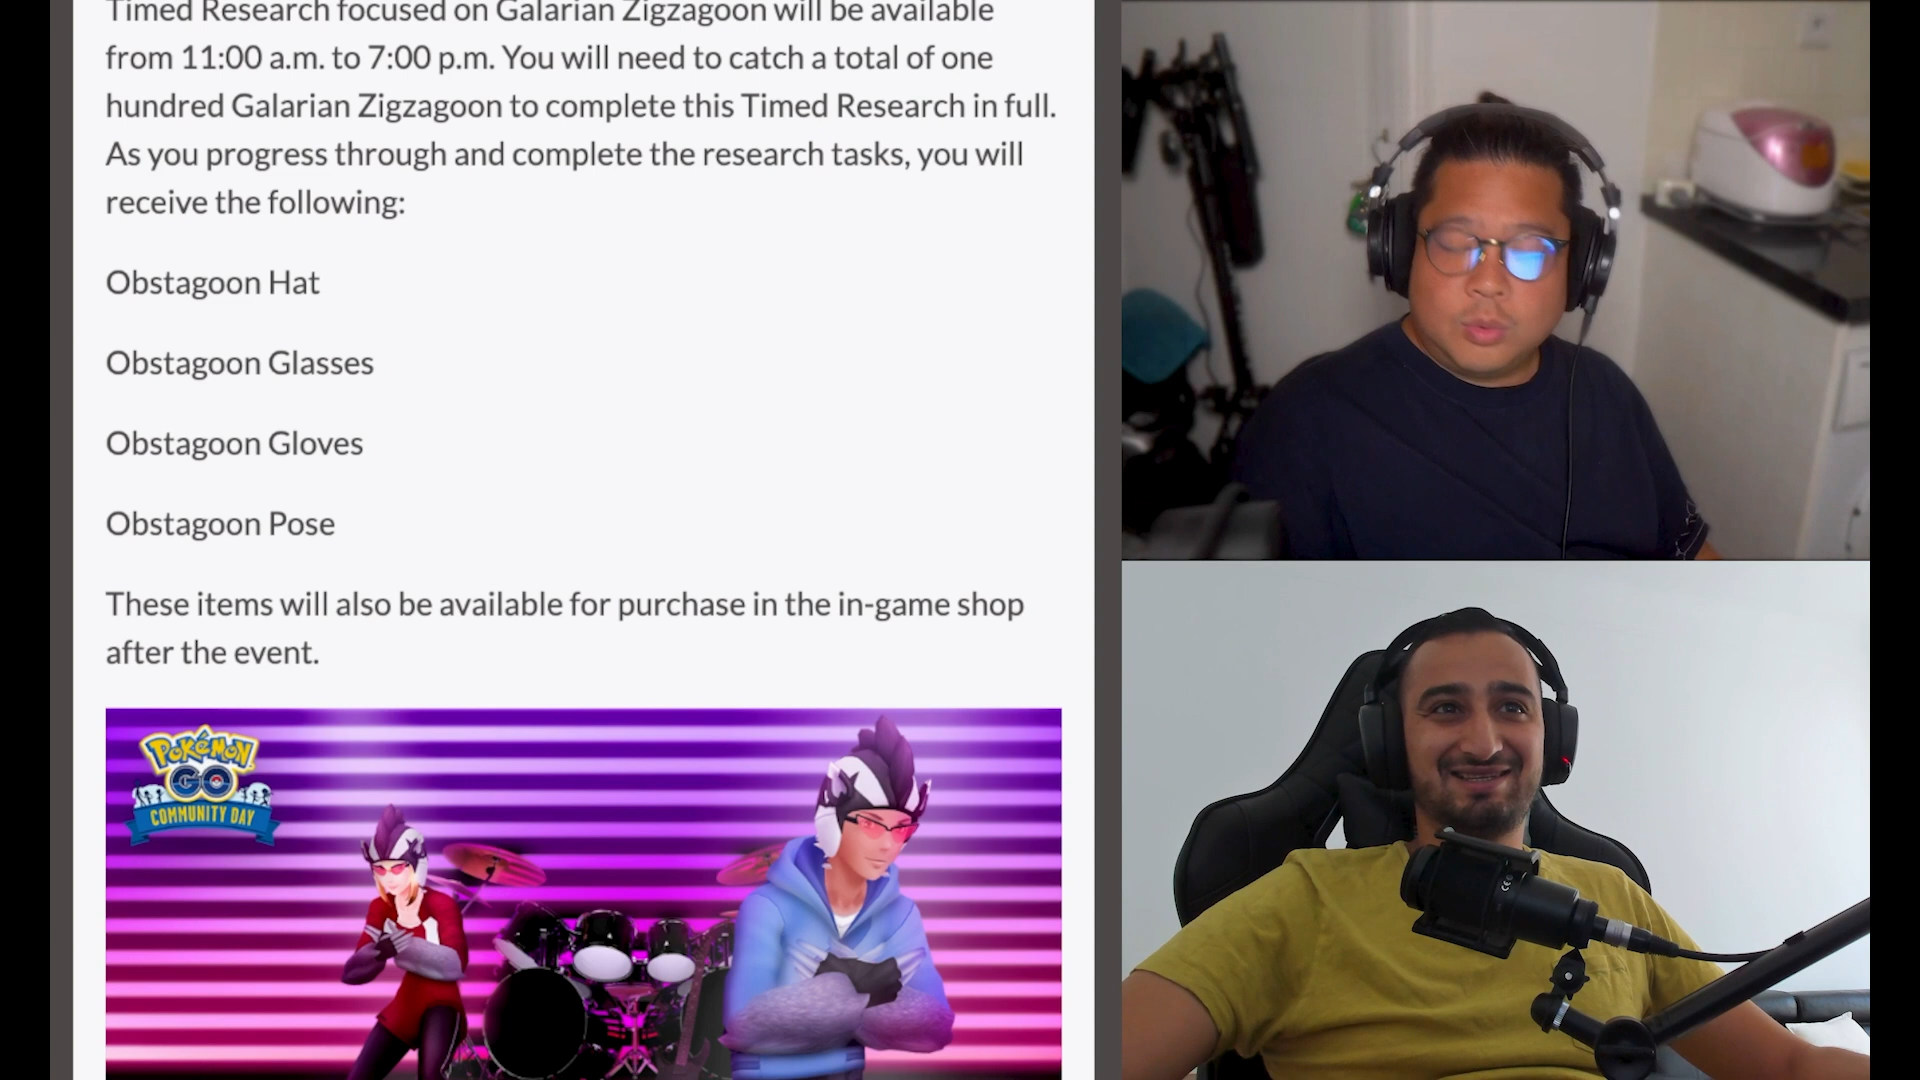 Timed Research focused on Galarian Zigzagoon will be available
from 11:00 a.m. to 7:00 p.m. You will need to catch a total of one
hundred Galarian Zigzagoon to complete this Timed Research in full.
As you progress through and complete the research tasks, you will
receive the following:
Obstagoon Hat
Obstagoon Glasses
Obstagoon Gloves
Obstagoon Pose
These items will also be available for purchase in the in-game shop
after the event.
POKÉMON
GO
COMMUNITY DAY
CE